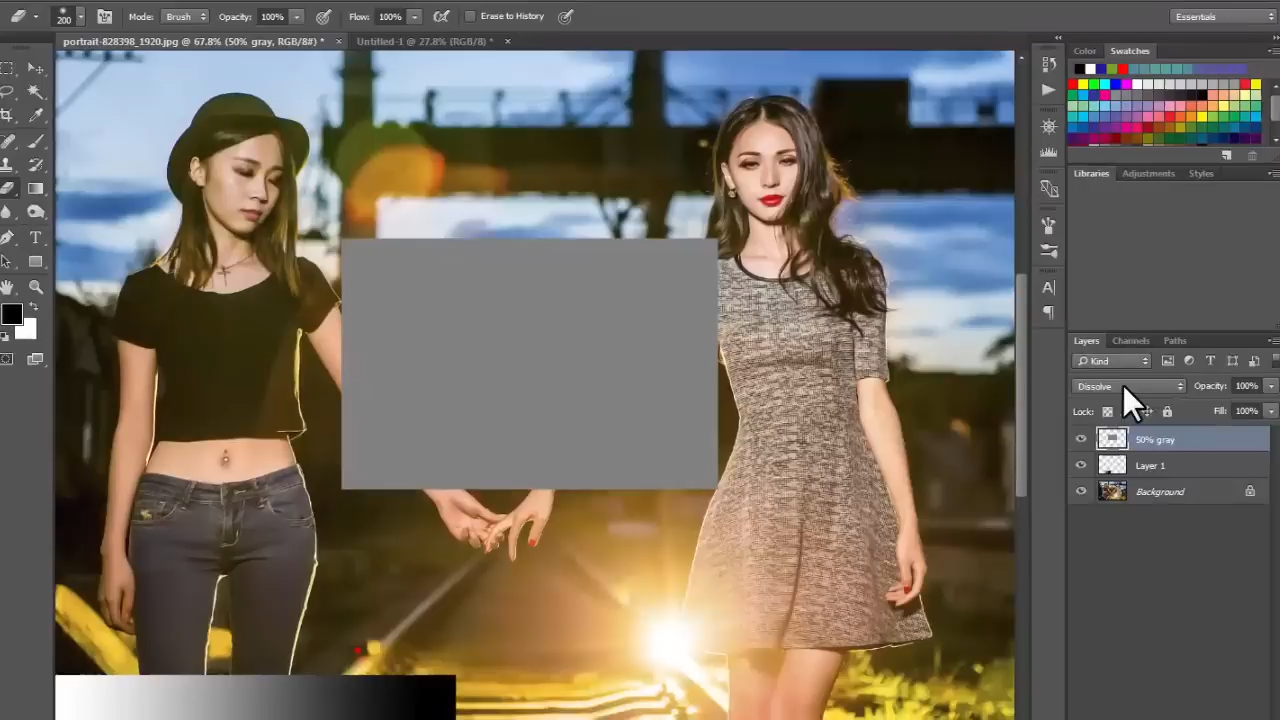 200 Mode: Brush Opacity: 100% Flow: 100% Erase to History Essentials
portrait-828398_1920.jpg @ 67.8% (50% gray, RGB/8#) * × Untitled-1 @ 27.8% (RGB/8) * ×
Color Swatches
Libraries Adjustments Styles
Layers Channels Paths
Kind
Dissolve Opacity: 100%
Lock: Fill: 100%
50% gray
Layer 1
Background